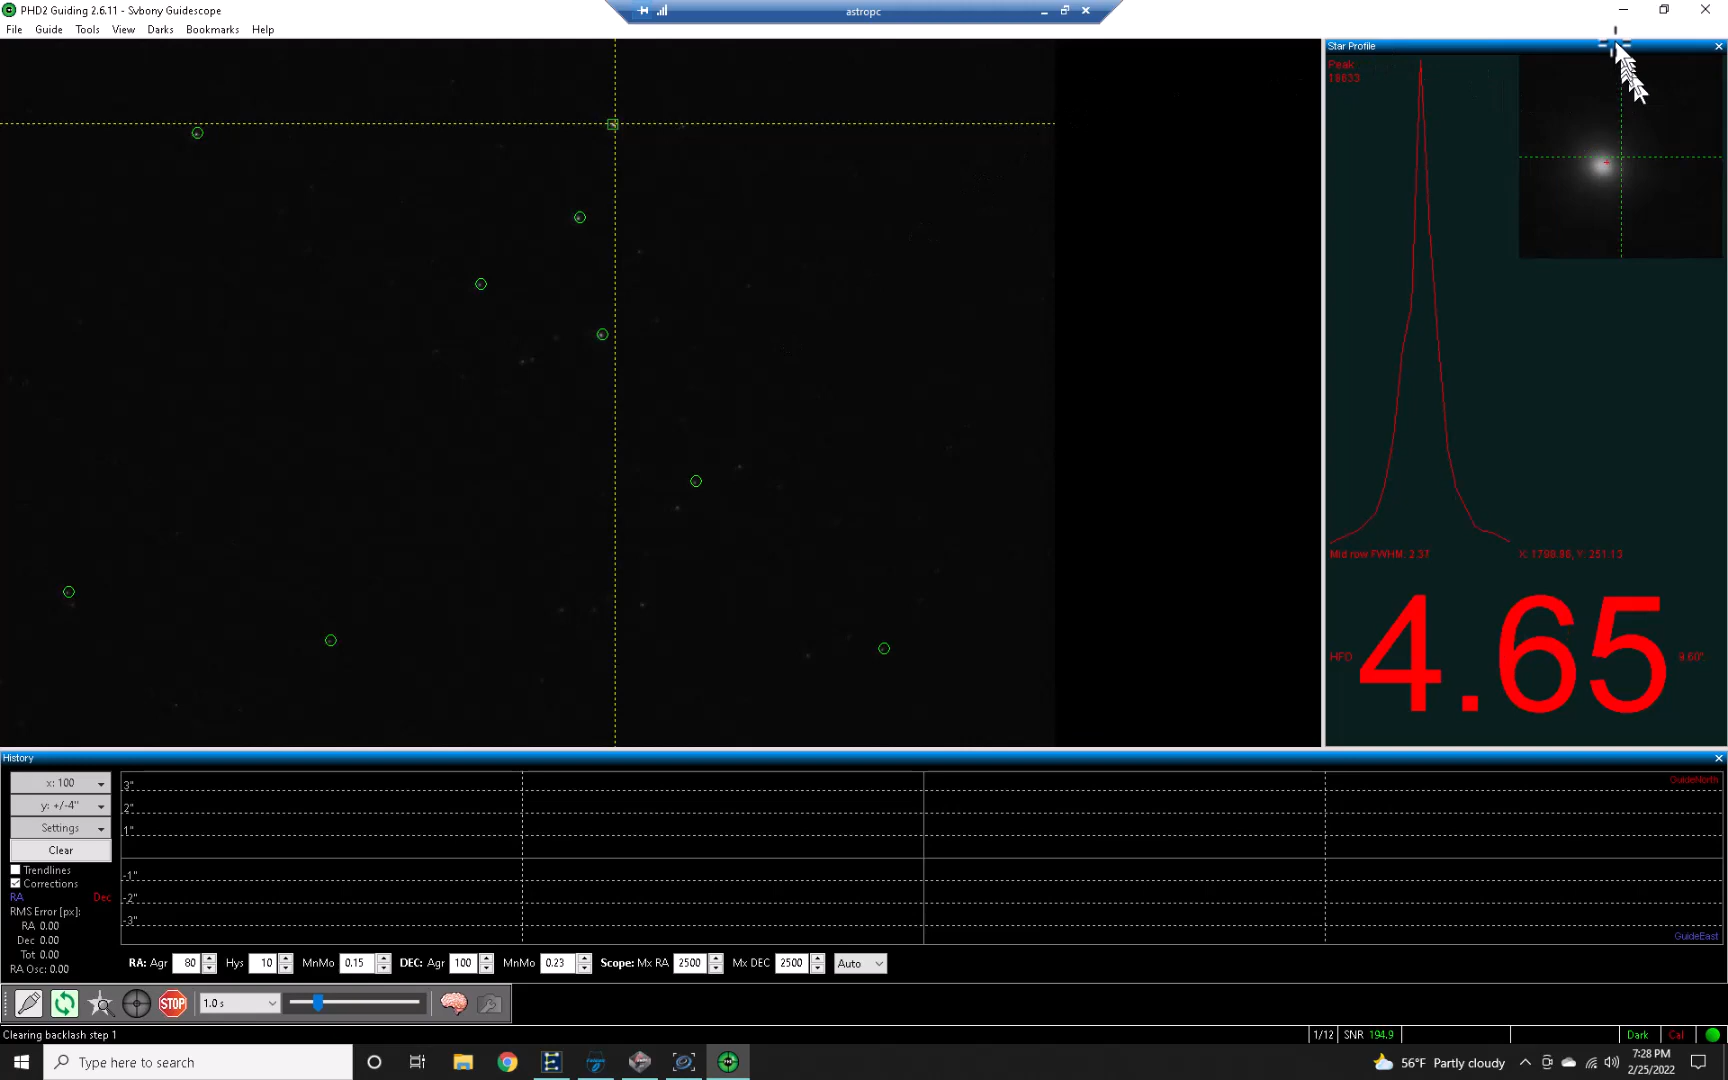 PHD2 Guiding 2.6.11 - Svbony Guidescope
astropc
File Guide Tools View Darks Bookmarks Help
Star Profile
Peak
Mid row FWHM: 2.37
HFD 4.65 9.60"
History
x: 100
y: +/-4"
Settings
Clear
Trendlines
Corrections
RA Dec
RMS Error [px]:
RA 0.00
Dec 0.00
Tot 0.00
RA Osc: 0.00
3"
2"
1"
-1"
-2"
-3"
GuideNorth
GuideEast
RA: Agr 80 Hys 10 MnMo 0.15 DEC: Agr 100 MnMo 0.23 Scope: Mx RA 2500 Mx DEC 2500 Auto
STOP 1.0 s
Clearing backlash step 1 1/12 SNR 194.9 Dark Cal
Type here to search 56°F Partly cloudy 7:28 PM
2/25/2022